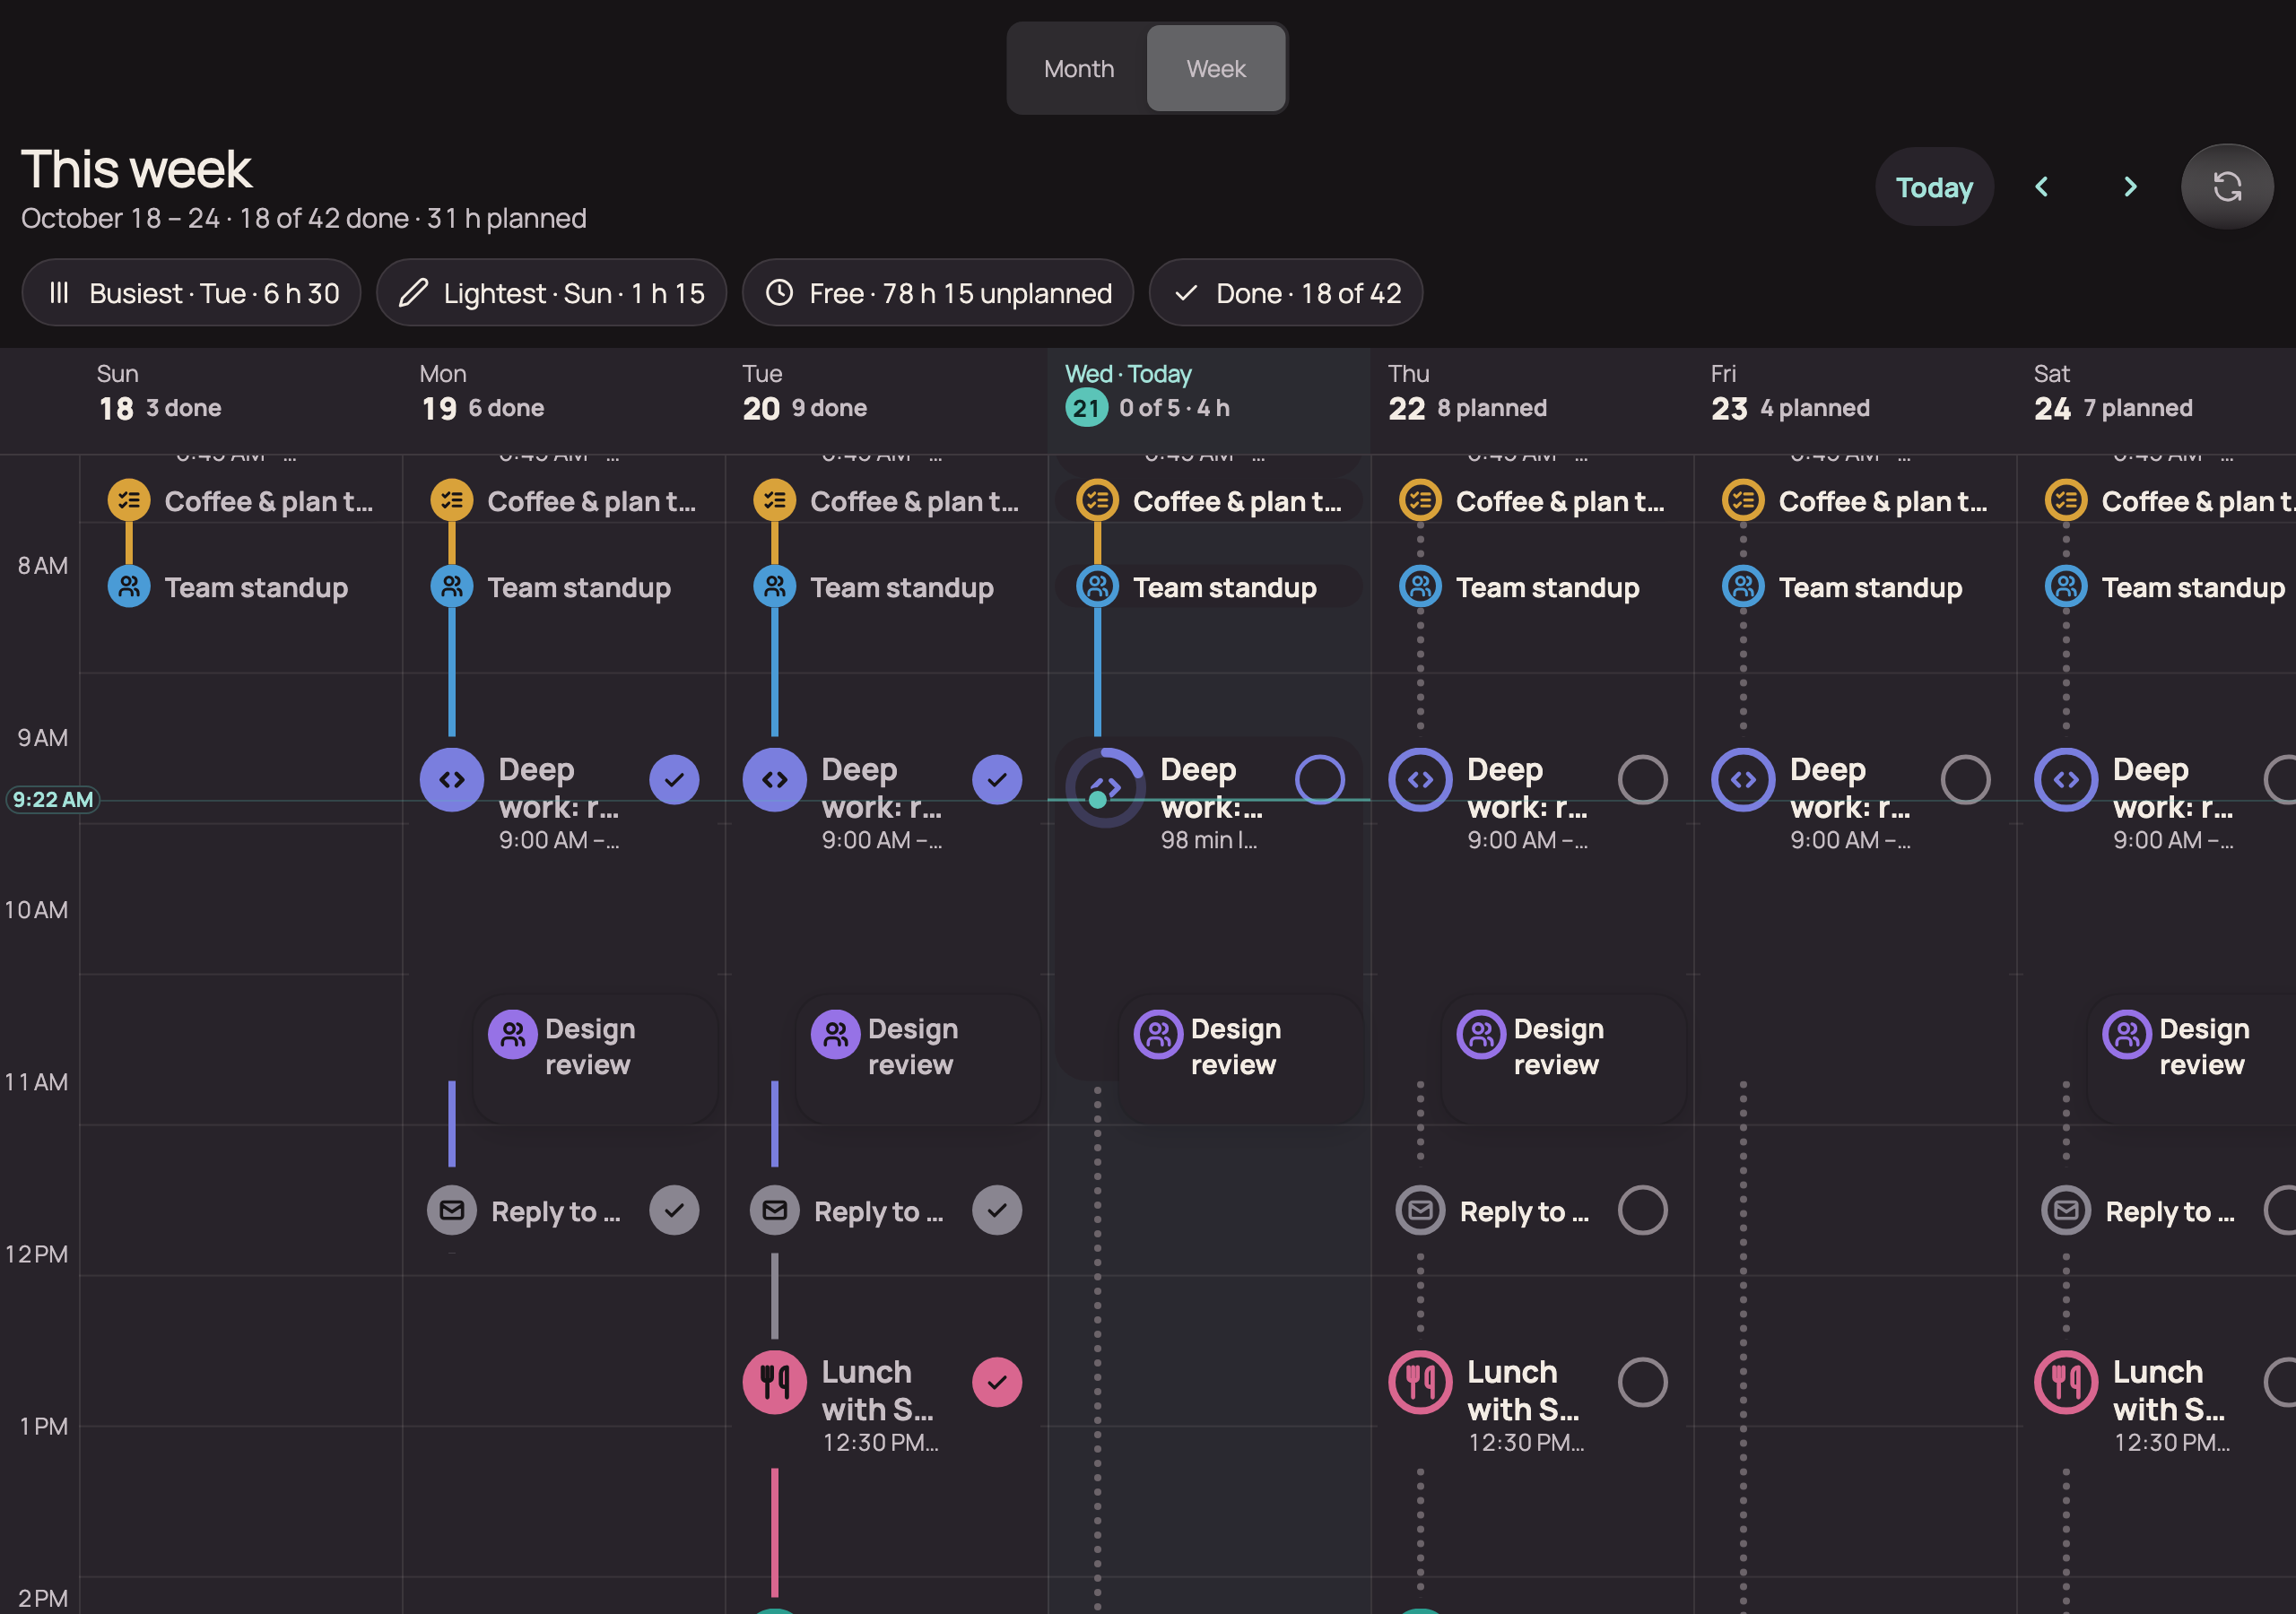 Month Week
This week
October 18 – 24 · 18 of 42 done · 31 h planned
Today
Busiest · Tue · 6 h 30
Lightest · Sun · 1 h 15
Free · 78 h 15 unplanned
Done · 18 of 42
Sun
18 3 done
Mon
19 6 done
Tue
20 9 done
Wed · Today
21 0 of 5 · 4 h
Thu
22 8 planned
Fri
23 4 planned
Sat
24 7 planned
Coffee & plan t...
Coffee & plan t...
Coffee & plan t...
Coffee & plan t...
Coffee & plan t...
Coffee & plan t...
Coffee & plan t.
8 AM
Team standup
Team standup
Team standup
Team standup
Team standup
Team standup
Team standup
9 AM
9:22 AM
Deep
work: r...
9:00 AM –...
Deep
work: r...
9:00 AM –...
Deep
work:...
98 min l...
Deep
work: r...
9:00 AM –...
Deep
work: r...
9:00 AM –...
Deep
work: r...
9:00 AM –...
10 AM
Design
review
Design
review
Design
review
Design
review
Design
review
11 AM
Reply to ...
Reply to ...
Reply to ...
Reply to ...
12 PM
Lunch
with S...
12:30 PM...
Lunch
with S...
12:30 PM...
Lunch
with S...
12:30 PM...
1 PM
2 PM